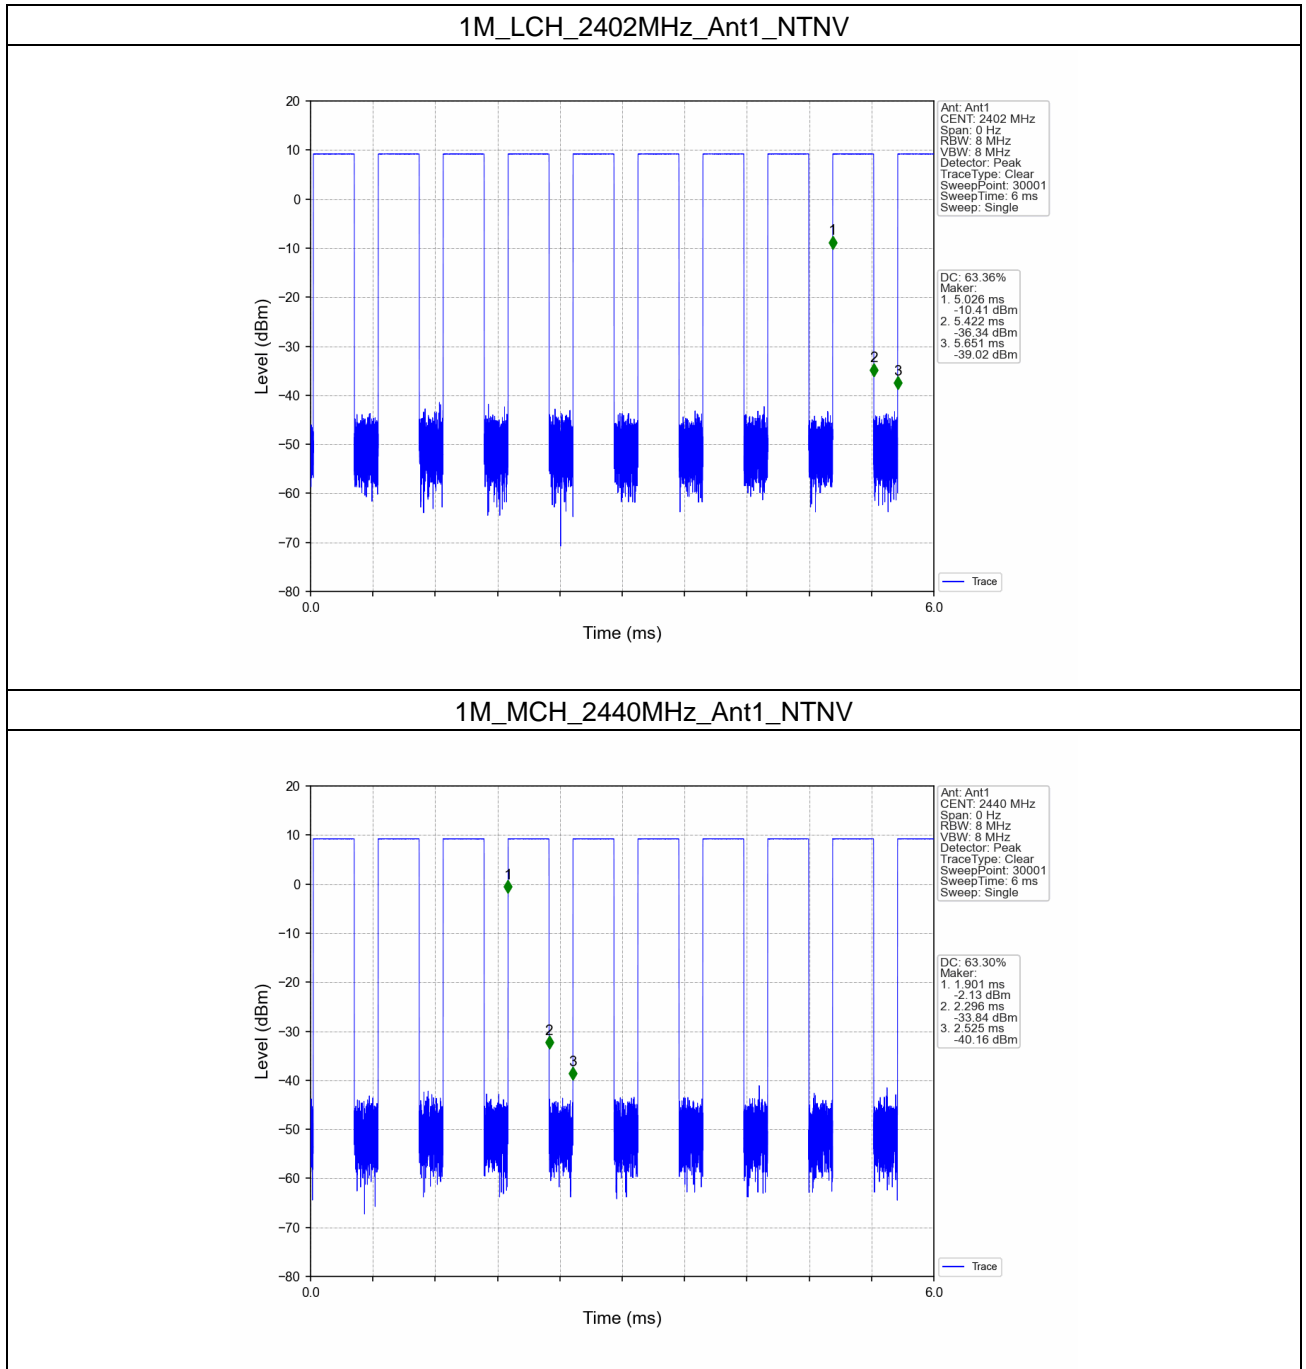 1M_LCH_2402MHz_Ant1_NTNV
20
10
0
−10
−20
−30
−40
−50
−60
−70
−80
Level (dBm)
0.0
6.0
Time (ms)
1
2
3
Ant: Ant1
CENT: 2402 MHz
Span: 0 Hz
RBW: 8 MHz
VBW: 8 MHz
Detector: Peak
TraceType: Clear
SweepPoint: 30001
SweepTime: 6 ms
Sweep: Single
DC: 63.36%
Maker:
1. 5.026 ms
-10.41 dBm
2. 5.422 ms
-36.34 dBm
3. 5.651 ms
-39.02 dBm
Trace
1M_MCH_2440MHz_Ant1_NTNV
20
10
0
−10
−20
−30
−40
−50
−60
−70
−80
Level (dBm)
0.0
6.0
Time (ms)
1
2
3
Ant: Ant1
CENT: 2440 MHz
Span: 0 Hz
RBW: 8 MHz
VBW: 8 MHz
Detector: Peak
TraceType: Clear
SweepPoint: 30001
SweepTime: 6 ms
Sweep: Single
DC: 63.30%
Maker:
1. 1.901 ms
-2.13 dBm
2. 2.296 ms
-33.84 dBm
3. 2.525 ms
-40.16 dBm
Trace